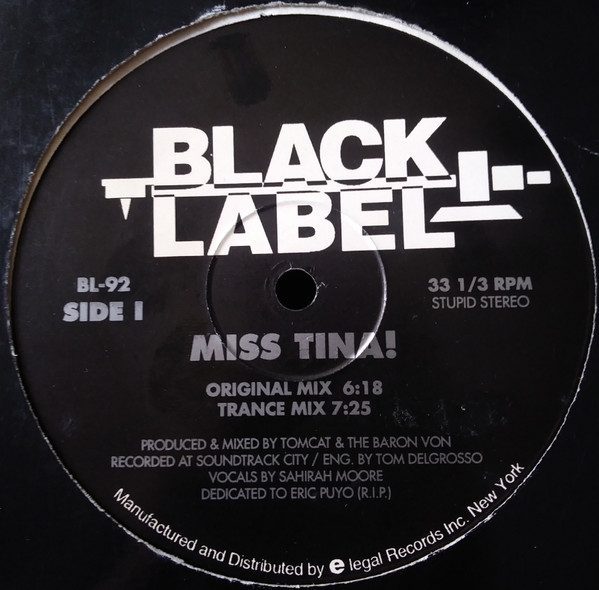 BLACK
LABEL
BL-92
SIDE I
33 1/3 RPM
STUPID STEREO
MISS TINA!
ORIGINAL MIX 6:18
TRANCE MIX 7:25
PRODUCED & MIXED BY TOMCAT & THE BARON VON
RECORDED AT SOUNDTRACK CITY / ENG. BY TOM DELGROSSO
VOCALS BY SAHIRAH MOORE
DEDICATED TO ERIC PUYO (R.I.P.)
Manufactured and Distributed by e legal Records Inc. New York